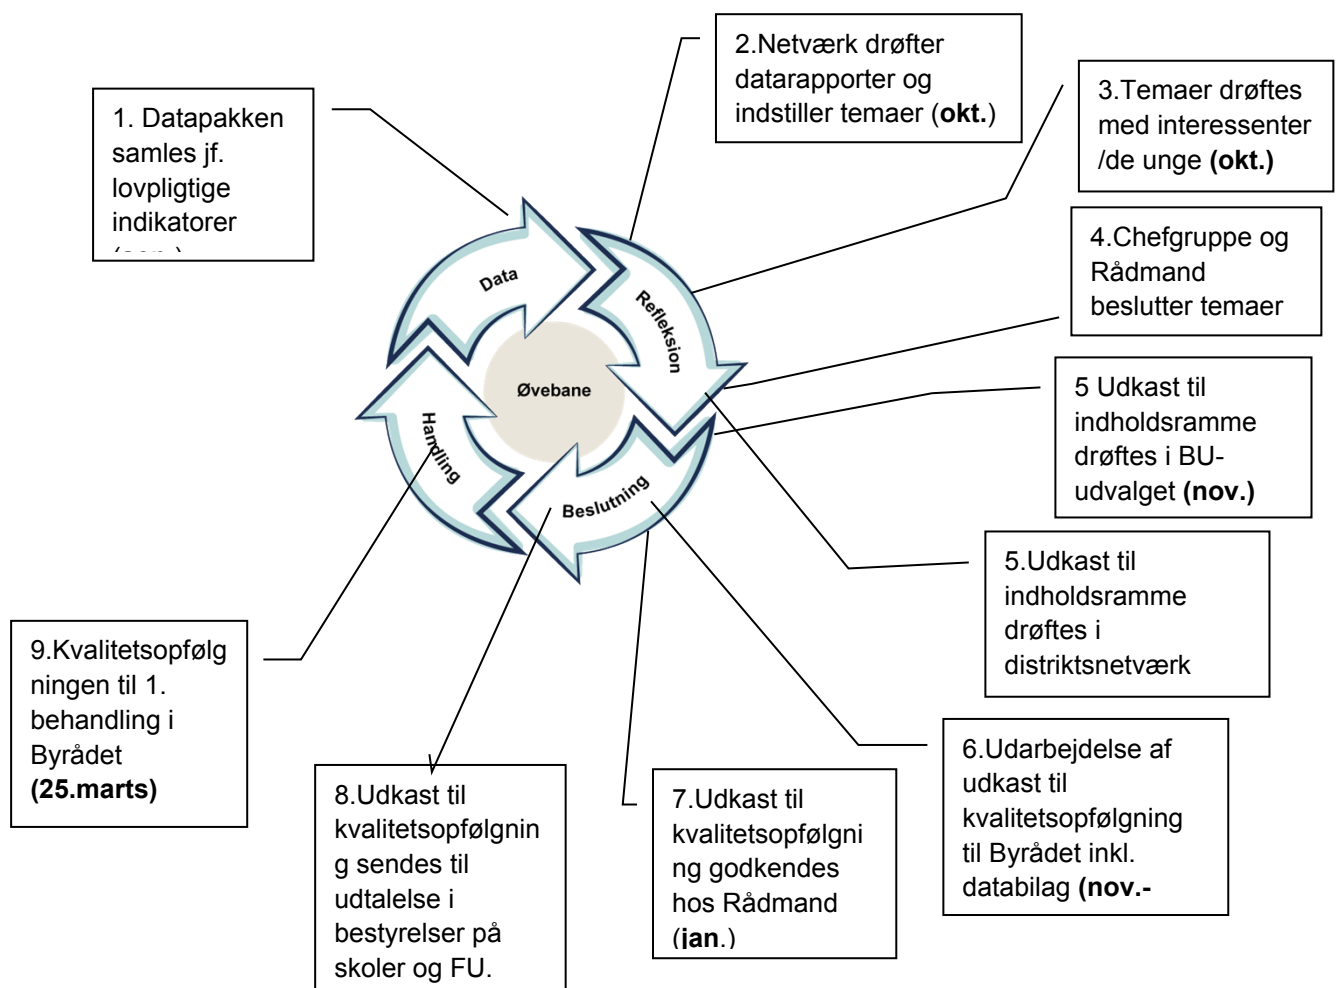 1. Datapakken
samles jf.
lovpligtige
indikatorer
2.Netværk drøfter
datarapporter og
indstiller temaer (okt.)
3.Temaer drøftes
med interessenter
/de unge (okt.)
4.Chefgruppe og
Rådmand
beslutter temaer
5 Udkast til
indholdsramme
drøftes i BU-
udvalget (nov.)
5.Udkast til
indholdsramme
drøftes i
distriktsnetværk
6.Udarbejdelse af
udkast til
kvalitetsopfølgning
til Byrådet inkl.
databilag (nov.-
7.Udkast til
kvalitetsopfølgni
ng godkendes
hos Rådmand
(jan.)
8.Udkast til
kvalitetsopfølgnin
g sendes til
udtalelse i
bestyrelser på
skoler og FU.
9.Kvalitetsopfølg
ningen til 1.
behandling i
Byrådet
(25.marts)
Data
Refleksion
Beslutning
Handling
Øvebane